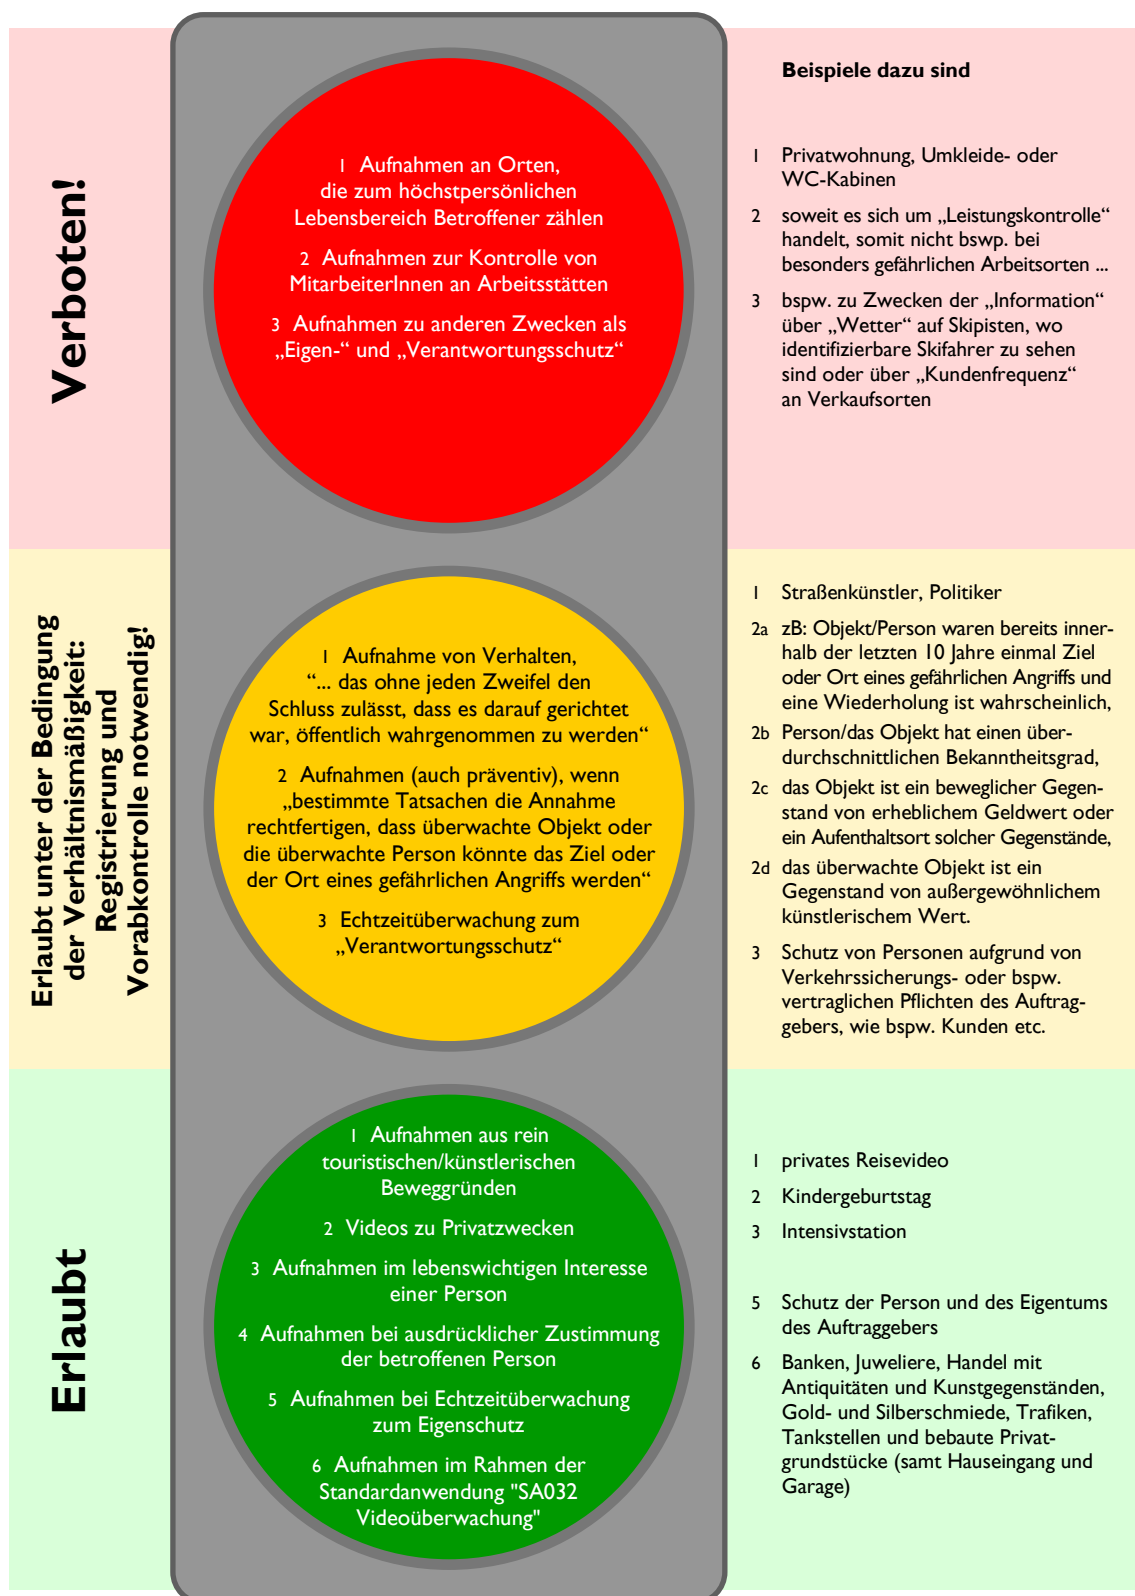 Verboten!
1 Aufnahmen an Orten,
die zum höchstpersönlichen
Lebensbereich Betroffener zählen
2 Aufnahmen zur Kontrolle von
MitarbeiterInnen an Arbeitsstätten
3 Aufnahmen zu anderen Zwecken als
„Eigen-“ und „Verantwortungsschutz“
Beispiele dazu sind
1 Privatwohnung, Umkleide- oder
WC-Kabinen
2 soweit es sich um „Leistungskontrolle“
handelt, somit nicht bswp. bei
besonders gefährlichen Arbeitsorten ...
3 bspw. zu Zwecken der „Information“
über „Wetter“ auf Skipisten, wo
identifizierbare Skifahrer zu sehen
sind oder über „Kundenfrequenz“
an Verkaufsorten
Erlaubt unter der Bedingung
der Verhältnismäßigkeit:
Registrierung und
Vorabkontrolle notwendig!
1 Aufnahme von Verhalten,
“... das ohne jeden Zweifel den
Schluss zulässt, dass es darauf gerichtet
war, öffentlich wahrgenommen zu werden“
2 Aufnahmen (auch präventiv), wenn
„bestimmte Tatsachen die Annahme
rechtfertigen, dass überwachte Objekt oder
die überwachte Person könnte das Ziel oder
der Ort eines gefährlichen Angriffs werden“
3 Echtzeitüberwachung zum
„Verantwortungsschutz“
1 Straßenkünstler, Politiker
2a zB: Objekt/Person waren bereits inner-
halb der letzten 10 Jahre einmal Ziel
oder Ort eines gefährlichen Angriffs und
eine Wiederholung ist wahrscheinlich,
2b Person/das Objekt hat einen über-
durchschnittlichen Bekanntheitsgrad,
2c das Objekt ist ein beweglicher Gegen-
stand von erheblichem Geldwert oder
ein Aufenthaltsort solcher Gegenstände,
2d das überwachte Objekt ist ein
Gegenstand von außergewöhnlichem
künstlerischem Wert.
3 Schutz von Personen aufgrund von
Verkehrssicherungs- oder bspw.
vertraglichen Pflichten des Auftrag-
gebers, wie bspw. Kunden etc.
Erlaubt
1 Aufnahmen aus rein
touristischen/künstlerischen
Beweggründen
2 Videos zu Privatzwecken
3 Aufnahmen im lebenswichtigen Interesse
einer Person
4 Aufnahmen bei ausdrücklicher Zustimmung
der betroffenen Person
5 Aufnahmen bei Echtzeitüberwachung
zum Eigenschutz
6 Aufnahmen im Rahmen der
Standardanwendung "SA032
Videoüberwachung"
1 privates Reisevideo
2 Kindergeburtstag
3 Intensivstation
5 Schutz der Person und des Eigentums
des Auftraggebers
6 Banken, Juweliere, Handel mit
Antiquitäten und Kunstgegenständen,
Gold- und Silberschmiede, Trafiken,
Tankstellen und bebaute Privat-
grundstücke (samt Hauseingang und
Garage)